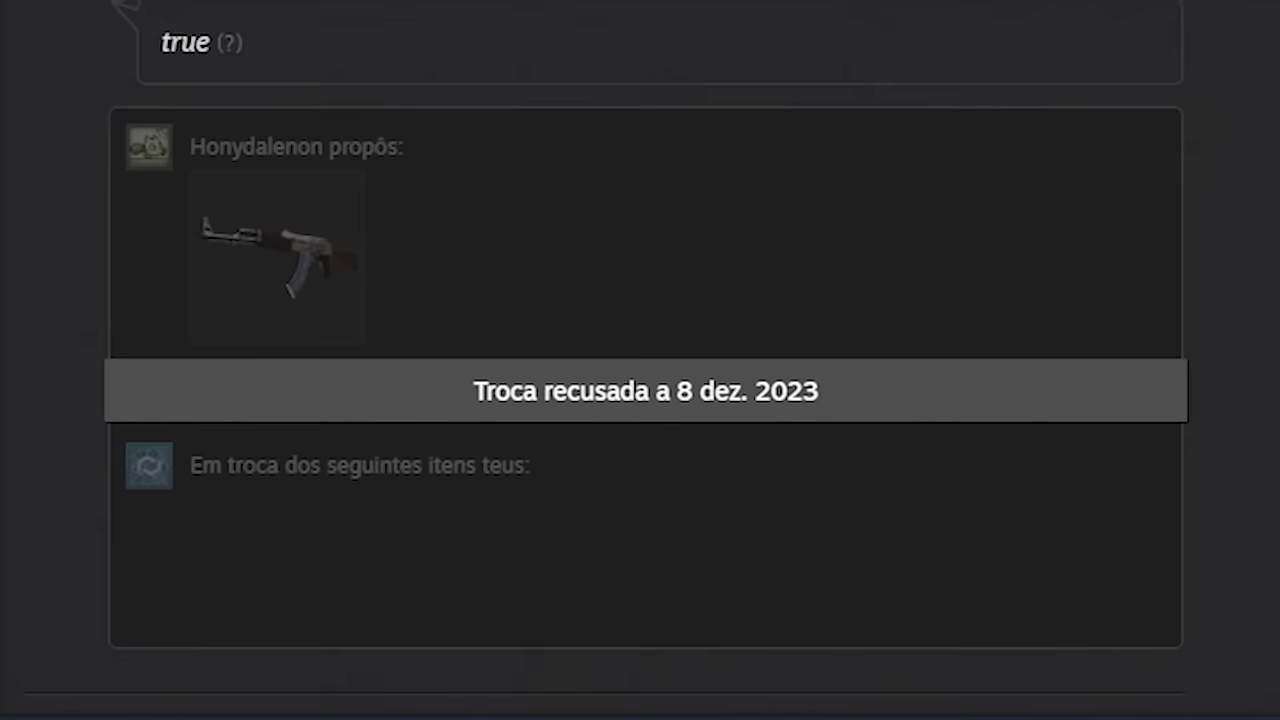 true (?)
Honydalenon propôs:
Troca recusada a 8 dez. 2023
Em troca dos seguintes itens teus: